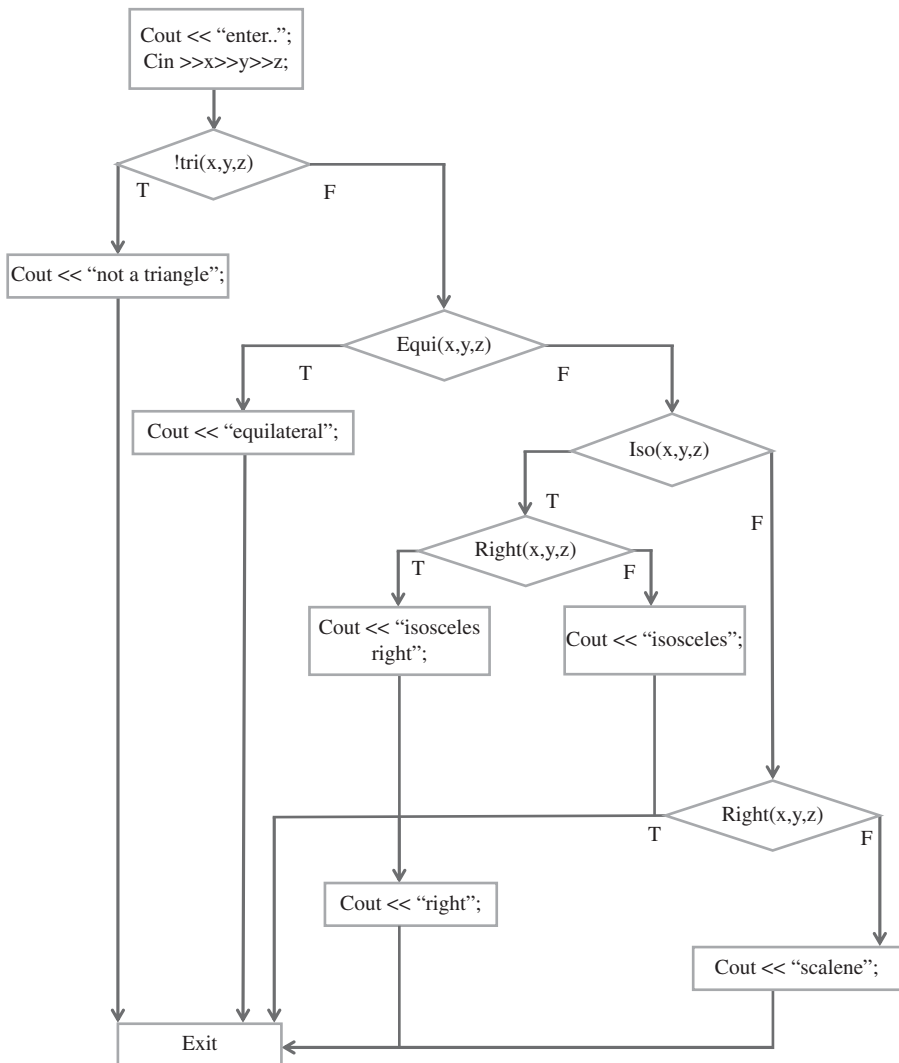 Cout << “enter..”;
Cin >>x>>y>>z;
!tri(x,y,z)
T
F
Cout << “not a triangle”;
Equi(x,y,z)
T
F
Cout << “equilateral”;
Iso(x,y,z)
T
F
Right(x,y,z)
T
F
Cout << “isosceles
right”;
Cout << “isosceles”;
Right(x,y,z)
T
F
Cout << “right”;
Cout << “scalene”;
Exit